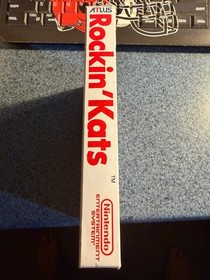 ATLUS
Rockin' Kats
TM
Nintendo
ENTERTAINMENT
SYSTEM